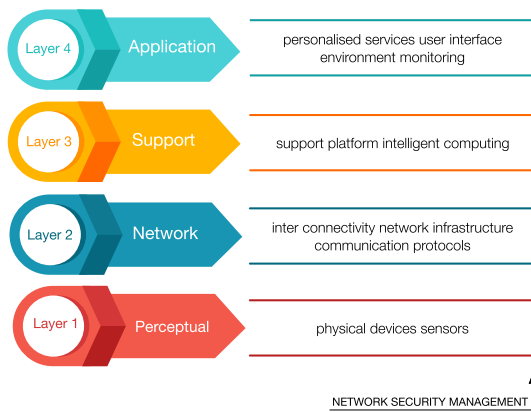 Layer 4
Application
personalised services user interface
environment monitoring
Layer 3
Support
support platform intelligent computing
Layer 2
Network
inter connectivity network infrastructure
communication protocols
Layer 1
Perceptual
physical devices sensors
NETWORK SECURITY MANAGEMENT